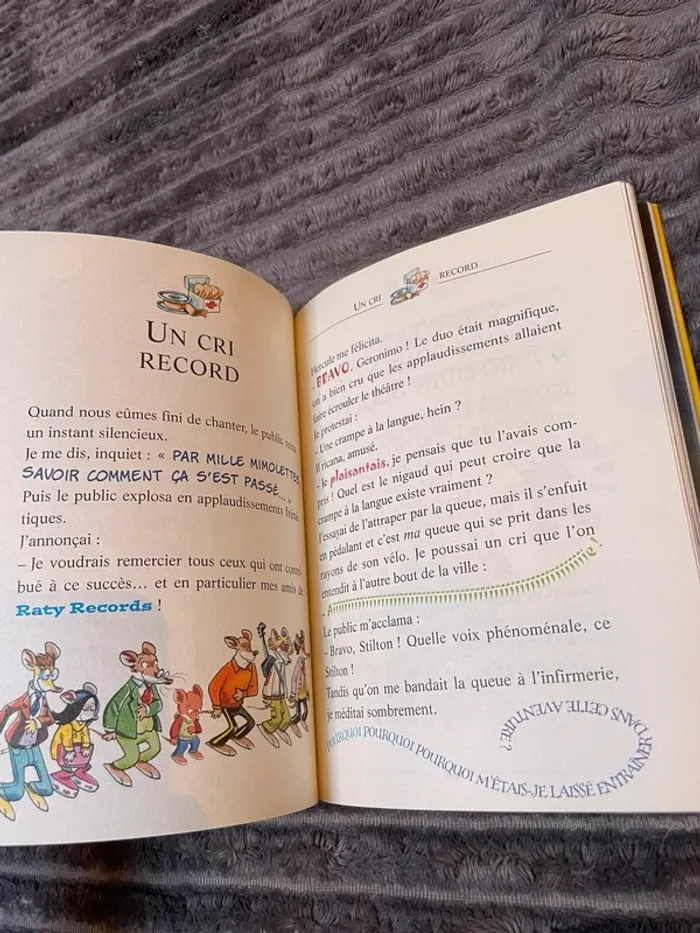 UN CRI
RECORD
Quand nous eûmes fini de chanter, le public resta
un instant silencieux.
Je me dis, inquiet : « PAR MILLE MIMOLETTES
SAVOIR COMMENT ÇA S'EST PASSÉ... »
Puis le public explosa en applaudissements fréné-
tiques.
J'annonçai :
– Je voudrais remercier tous ceux qui ont contri-
bué à ce succès... et en particulier mes amis de
Raty Records !
UN CRI RECORD
Hercule me félicita.
– BRAVO, Geronimo ! Le duo était magnifique,
on a bien cru que les applaudissements allaient
faire écrouler le théâtre !
Je protestai :
– Une crampe à la langue, hein ?
Il ricana, amusé.
– Je plaisantais, je pensais que tu l'avais com-
pris ! Quel est le nigaud qui peut croire que la
crampe à la langue existe vraiment ?
J'essayai de l'attraper par la queue, mais il s'enfuit
en pédalant et c'est ma queue qui se prit dans les
rayons de son vélo. Je poussai un cri que l'on
entendit à l'autre bout de la ville :
Le public m'acclama :
– Bravo, Stilton ! Quelle voix phénoménale, ce
Stilton !
Tandis qu'on me bandait la queue à l'infirmerie,
je méditai sombrement.
POURQUOI POURQUOI POURQUOI M'ÉTAIS-JE LAISSÉ ENTRAÎNER DANS CETTE AVENTURE ?